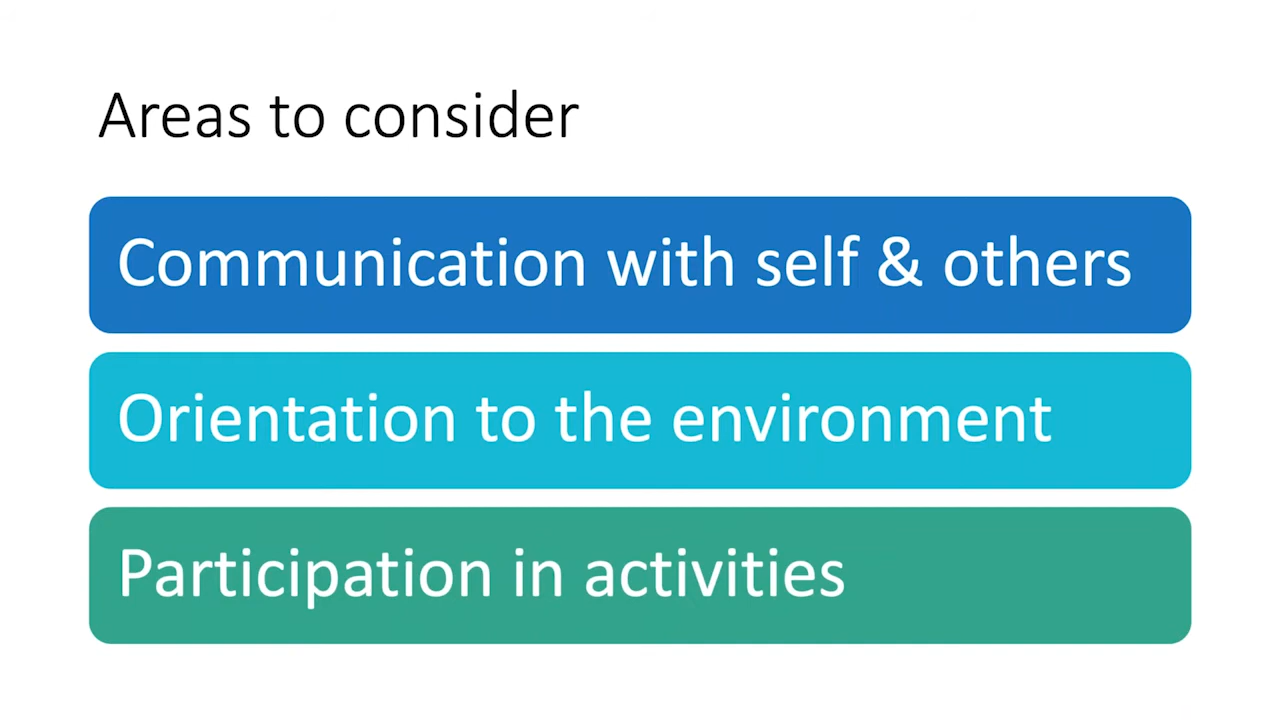 Areas to consider
Communication with self & others
Orientation to the environment
Participation in activities